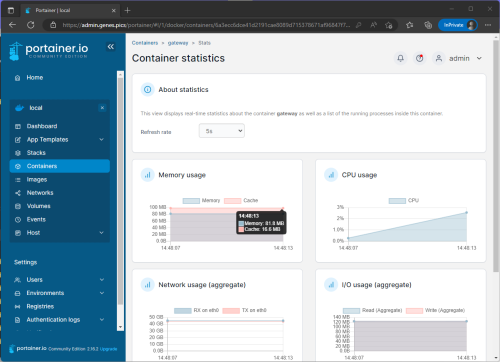 Portainer | local
https://admin.genes.pics/portainer/#!/1/docker/containers/
InPrivate
portainer.io
COMMUNITY EDITION
Home
local
Dashboard
App Templates
Stacks
Containers
Images
Networks
Volumes
Events
Host
Settings
Users
Environments
Registries
Authentication logs
portainer.io Community Edition 2.16.2 Upgrade
Containers > gateway > Stats
Container statistics
admin
About statistics
This view displays real-time statistics about the container gateway as well as a list of the running processes inside this container.
Refresh rate
5s
Memory usage
Memory Cache
100 MB
80 MB
60 MB
40 MB
20 MB
0.0B
14:48:13
Memory: 81.8 MB
Cache: 16.6 MB
14:48:07 14:48:13
CPU usage
CPU
3%
2.0%
1.0%
0.0%
14:48:07 14:48:13
Network usage (aggregate)
RX on eth0 TX on eth0
50 GB
40 GB
30 GB
20 GB
10 GB
0.0B
14:48:07 14:48:13
I/O usage (aggregate)
Read (Aggregate) Write (Aggregate)
140 MB
120 MB
100 MB
80 MB
60 MB
40 MB
20 MB
0.0B
14:48:07 14:48:13